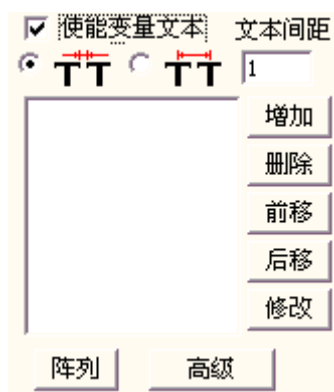 使能变量文本 文本间距
TT TT 1
增加
删除
前移
后移
修改
阵列 高级